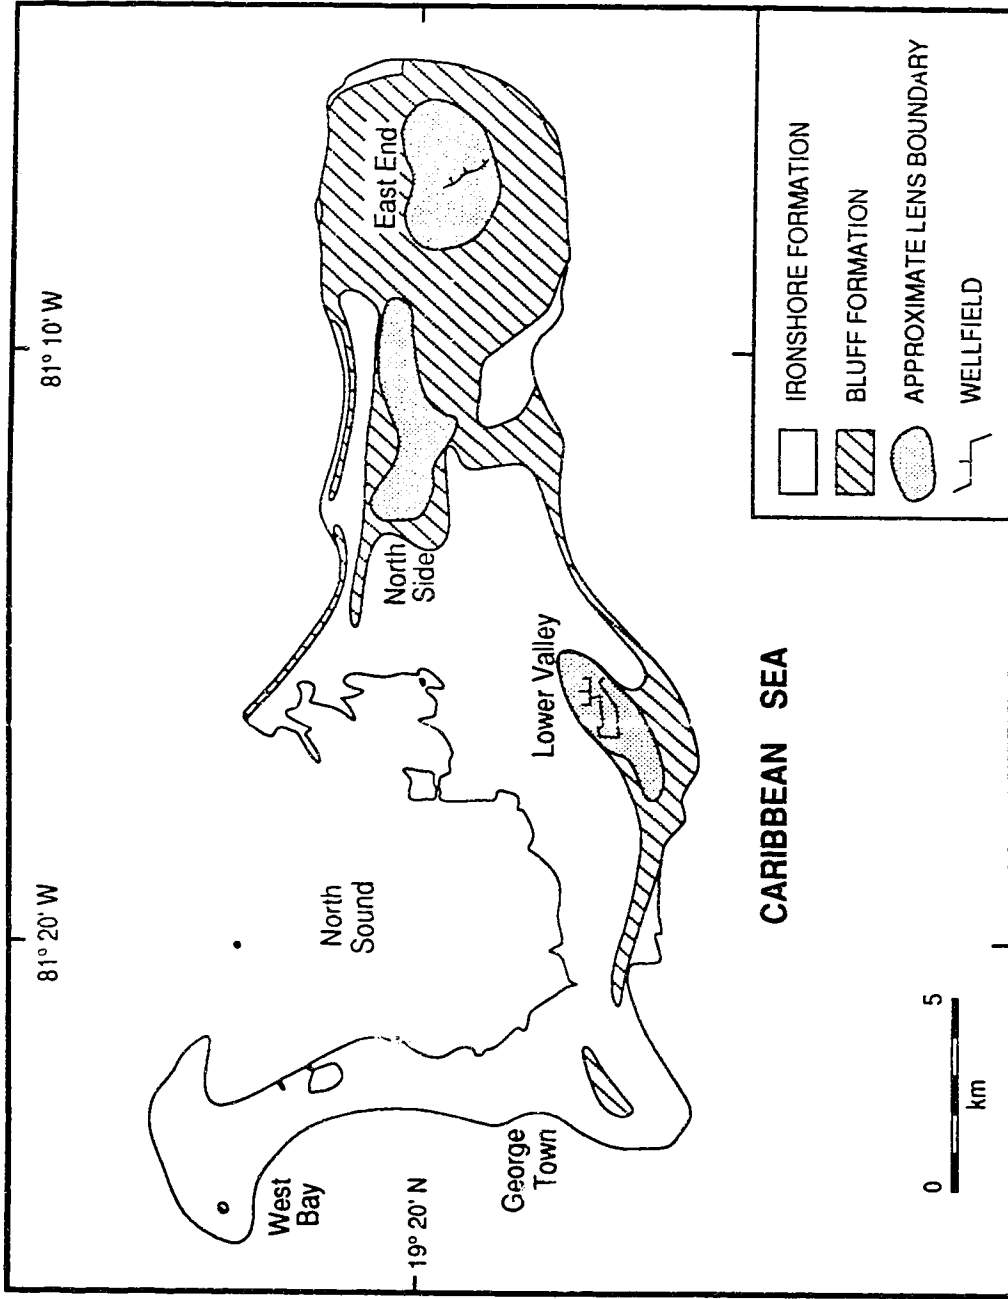 81° 20' W
81° 10' W
19° 20' N
West
Bay
North
Sound
George
Town
North
Side
East End
Lower Valley
CARIBBEAN SEA
0
5
km
IRONSHORE FORMATION
BLUFF FORMATION
APPROXIMATE LENS BOUNDARY
WELLFIELD